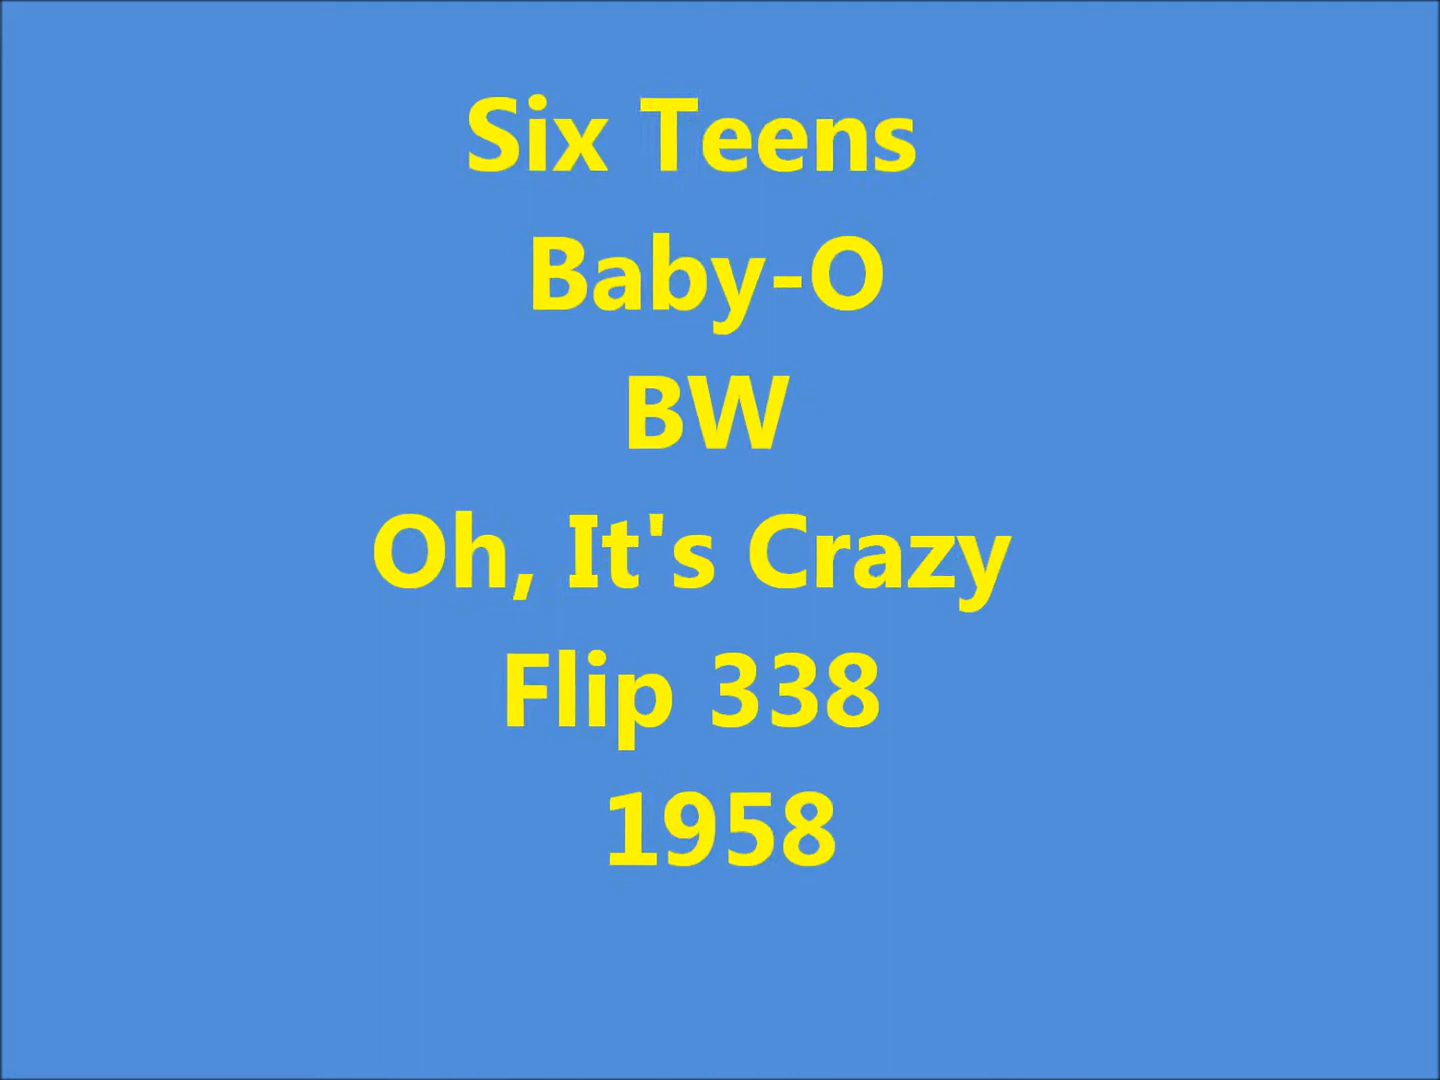 Six Teens
Baby-O
BW
Oh, It's Crazy
Flip 338
1958